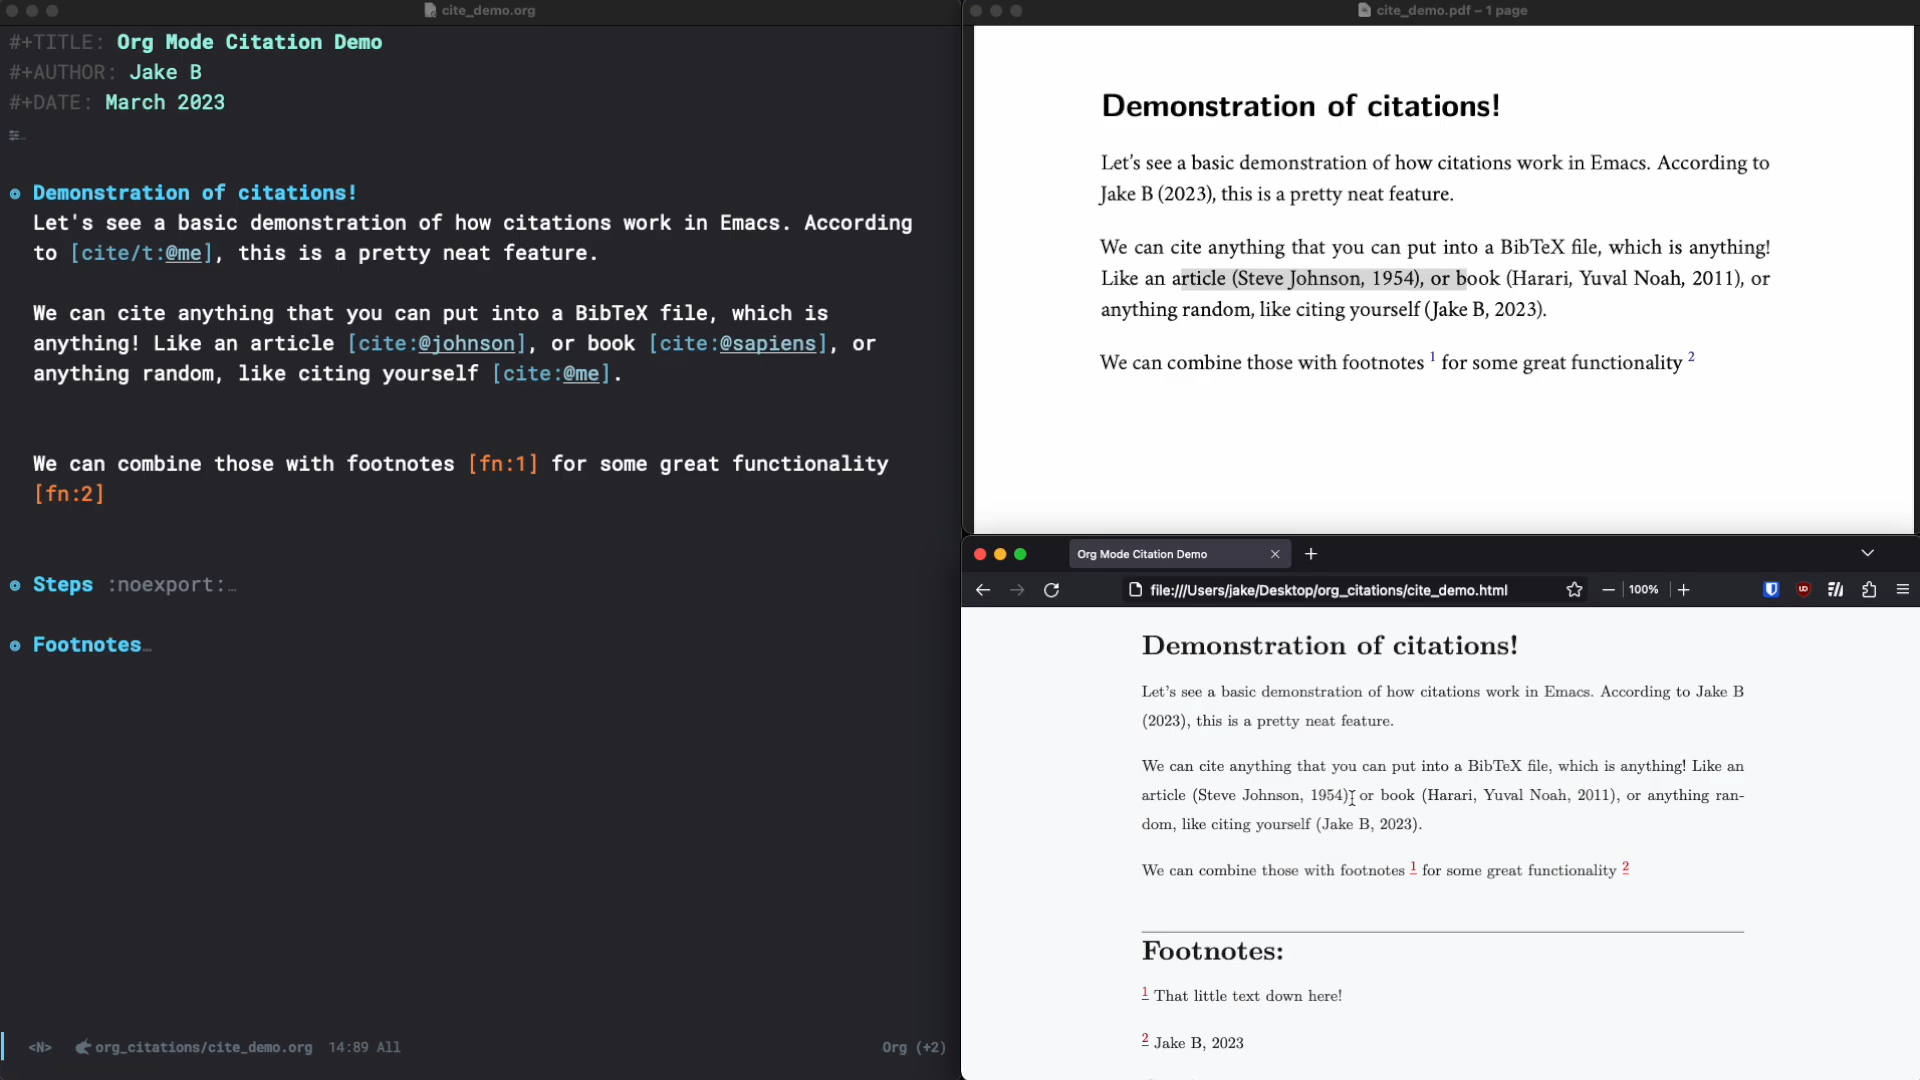 cite_demo.org
#+TITLE: Org Mode Citation Demo
#+AUTHOR: Jake B
#+DATE: March 2023
Demonstration of citations!
Let's see a basic demonstration of how citations work in Emacs. According
to [cite/t:@me], this is a pretty neat feature.
We can cite anything that you can put into a BibTeX file, which is
anything! Like an article [cite:@johnson], or book [cite:@sapiens], or
anything random, like citing yourself [cite:@me].
We can combine those with footnotes [fn:1] for some great functionality
[fn:2]
Steps :noexport:…
Footnotes…
<N> org_citations/cite_demo.org 14:89 All Org (+2)
cite_demo.pdf – 1 page
Demonstration of citations!
Let’s see a basic demonstration of how citations work in Emacs. According to
Jake B (2023), this is a pretty neat feature.
We can cite anything that you can put into a BibTeX file, which is anything!
Like an article (Steve Johnson, 1954), or book (Harari, Yuval Noah, 2011), or
anything random, like citing yourself (Jake B, 2023).
We can combine those with footnotes 1 for some great functionality 2
Org Mode Citation Demo
file:///Users/jake/Desktop/org_citations/cite_demo.html 100%
Demonstration of citations!
Let’s see a basic demonstration of how citations work in Emacs. According to Jake B
(2023), this is a pretty neat feature.
We can cite anything that you can put into a BibTeX file, which is anything! Like an
article (Steve Johnson, 1954), or book (Harari, Yuval Noah, 2011), or anything ran-
dom, like citing yourself (Jake B, 2023).
We can combine those with footnotes 1 for some great functionality 2
Footnotes:
1 That little text down here!
2 Jake B, 2023